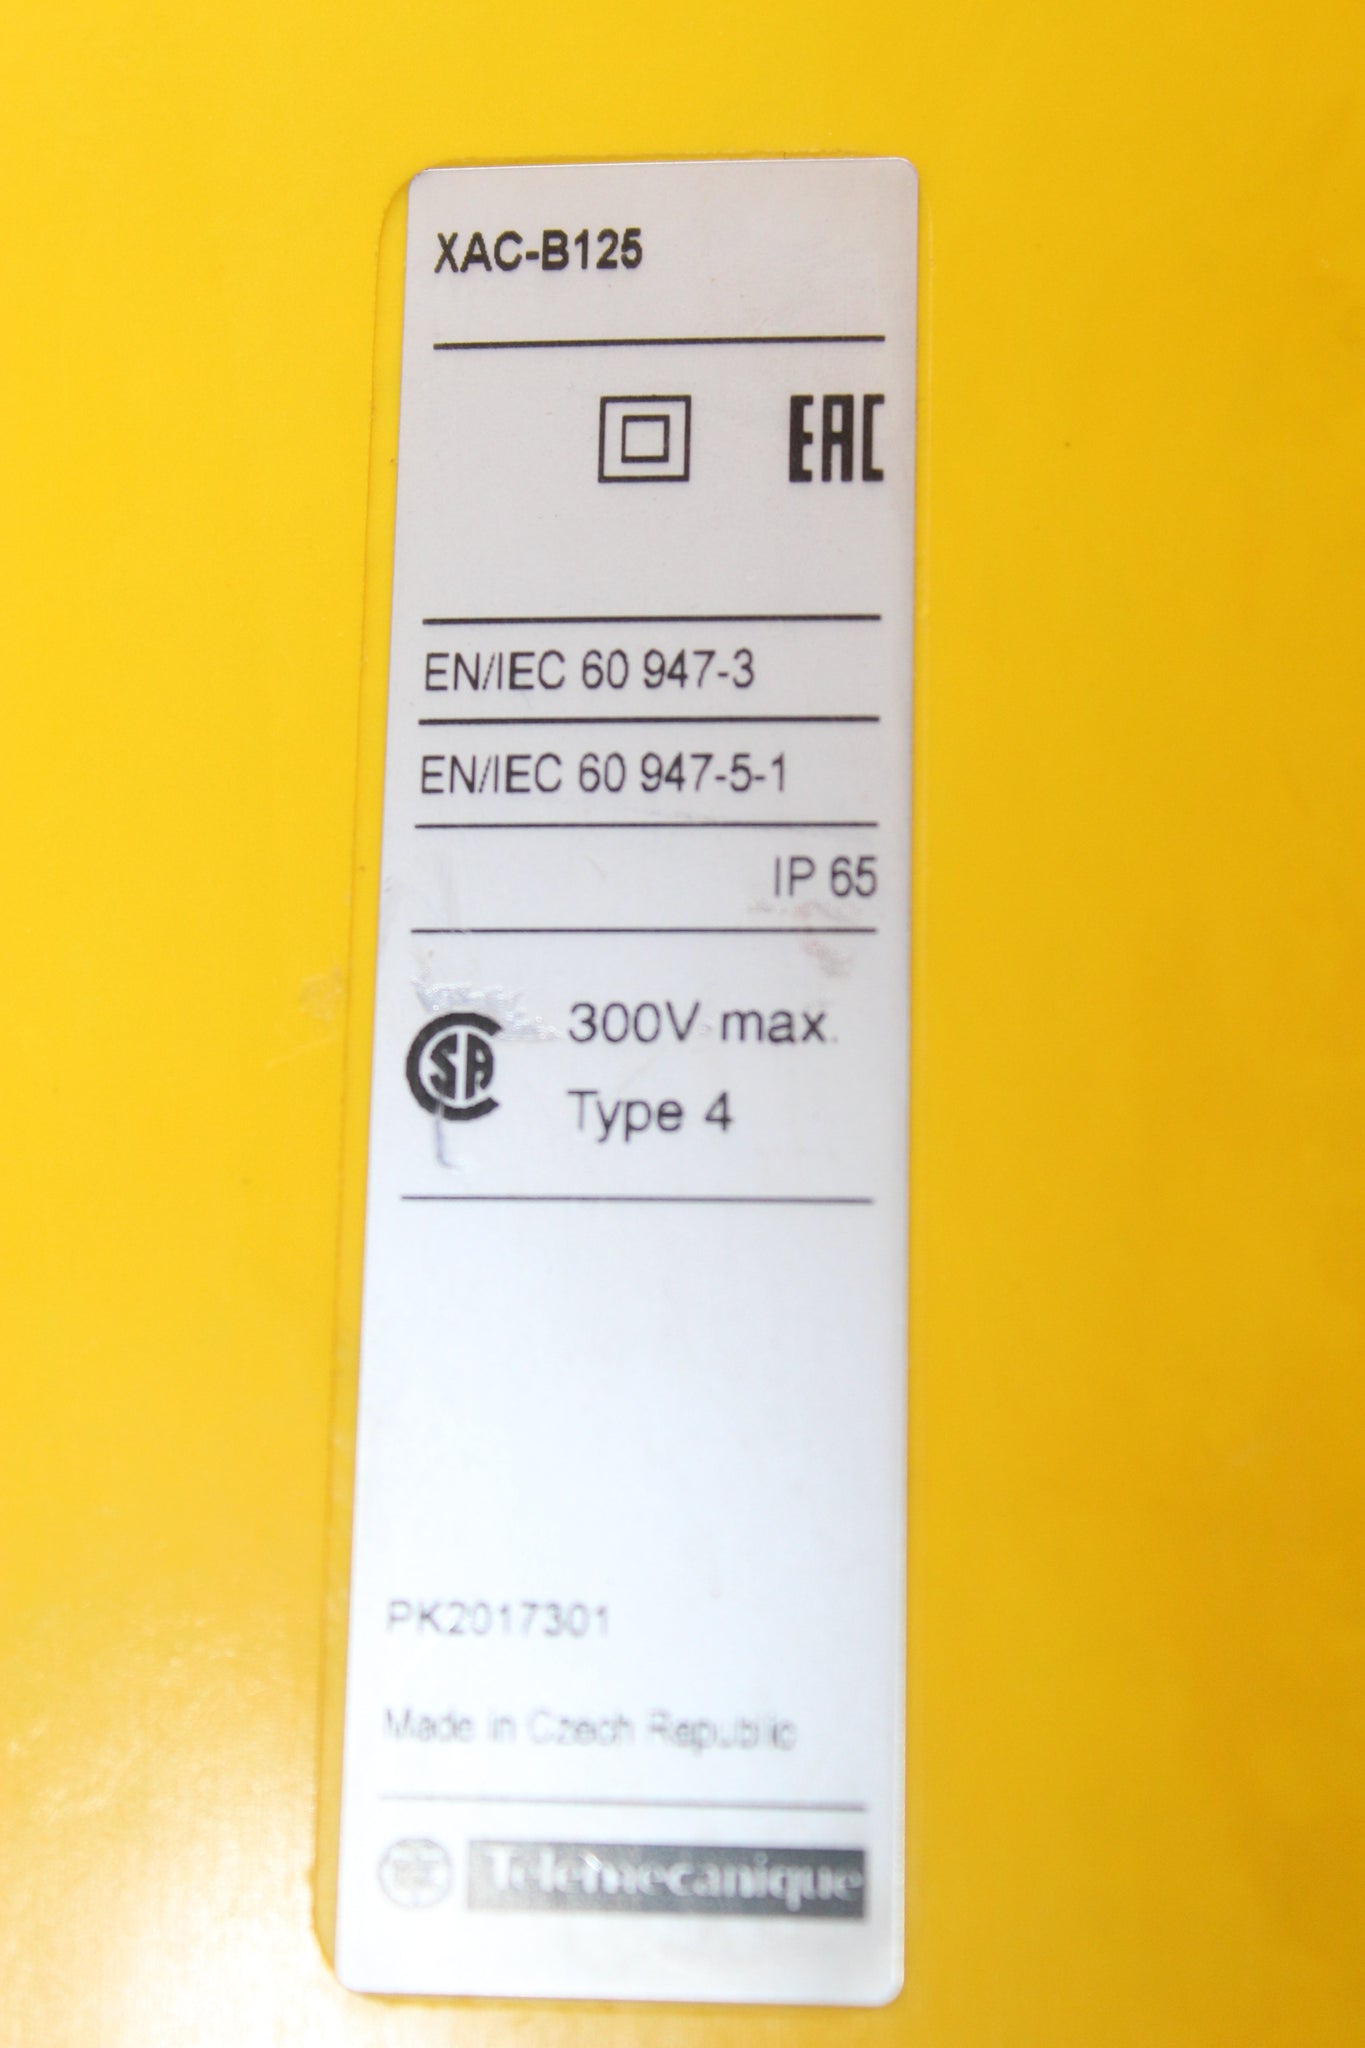 XAC-B125
EAC
EN/IEC 60 947-3
EN/IEC 60 947-5-1
IP 65
CSA
300V max.
Type 4
PK2017301
Made in Czech Republic
Telemecanique